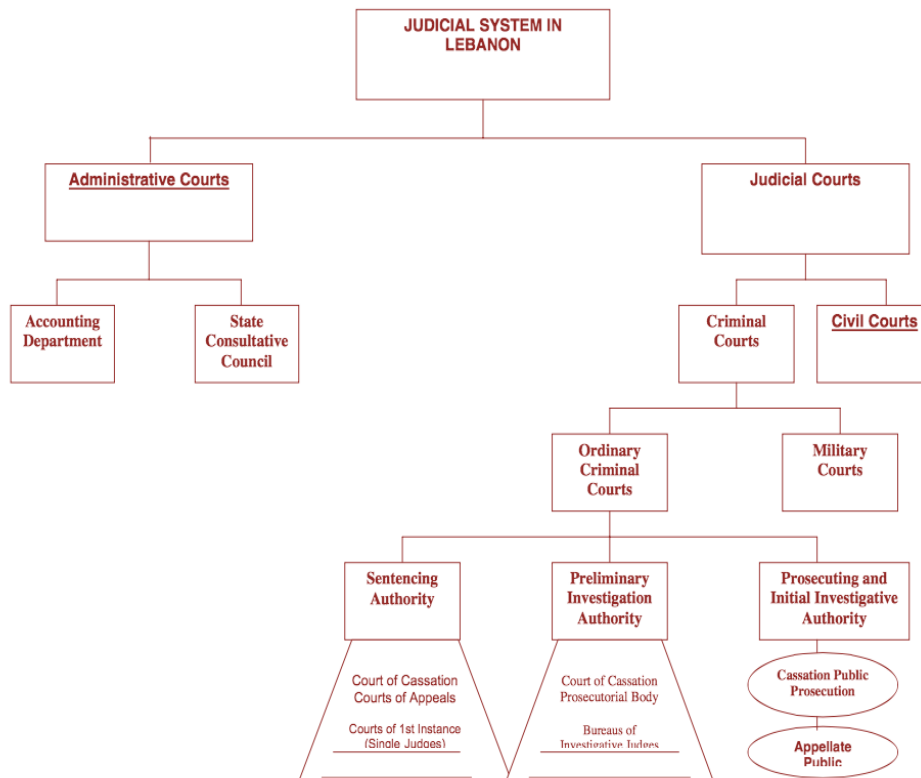 JUDICIAL SYSTEM IN
LEBANON
Administrative Courts
Judicial Courts
Accounting
Department
State
Consultative
Council
Criminal
Courts
Civil Courts
Ordinary
Criminal
Courts
Military
Courts
Sentencing
Authority
Preliminary
Investigation
Authority
Prosecuting and
Initial Investigative
Authority
Court of Cassation
Courts of Appeals
Courts of 1st Instance
(Single Judges)
Court of Cassation
Prosecutorial Body
Bureaus of
Investigative Judges
Cassation Public
Prosecution
Appellate
Public